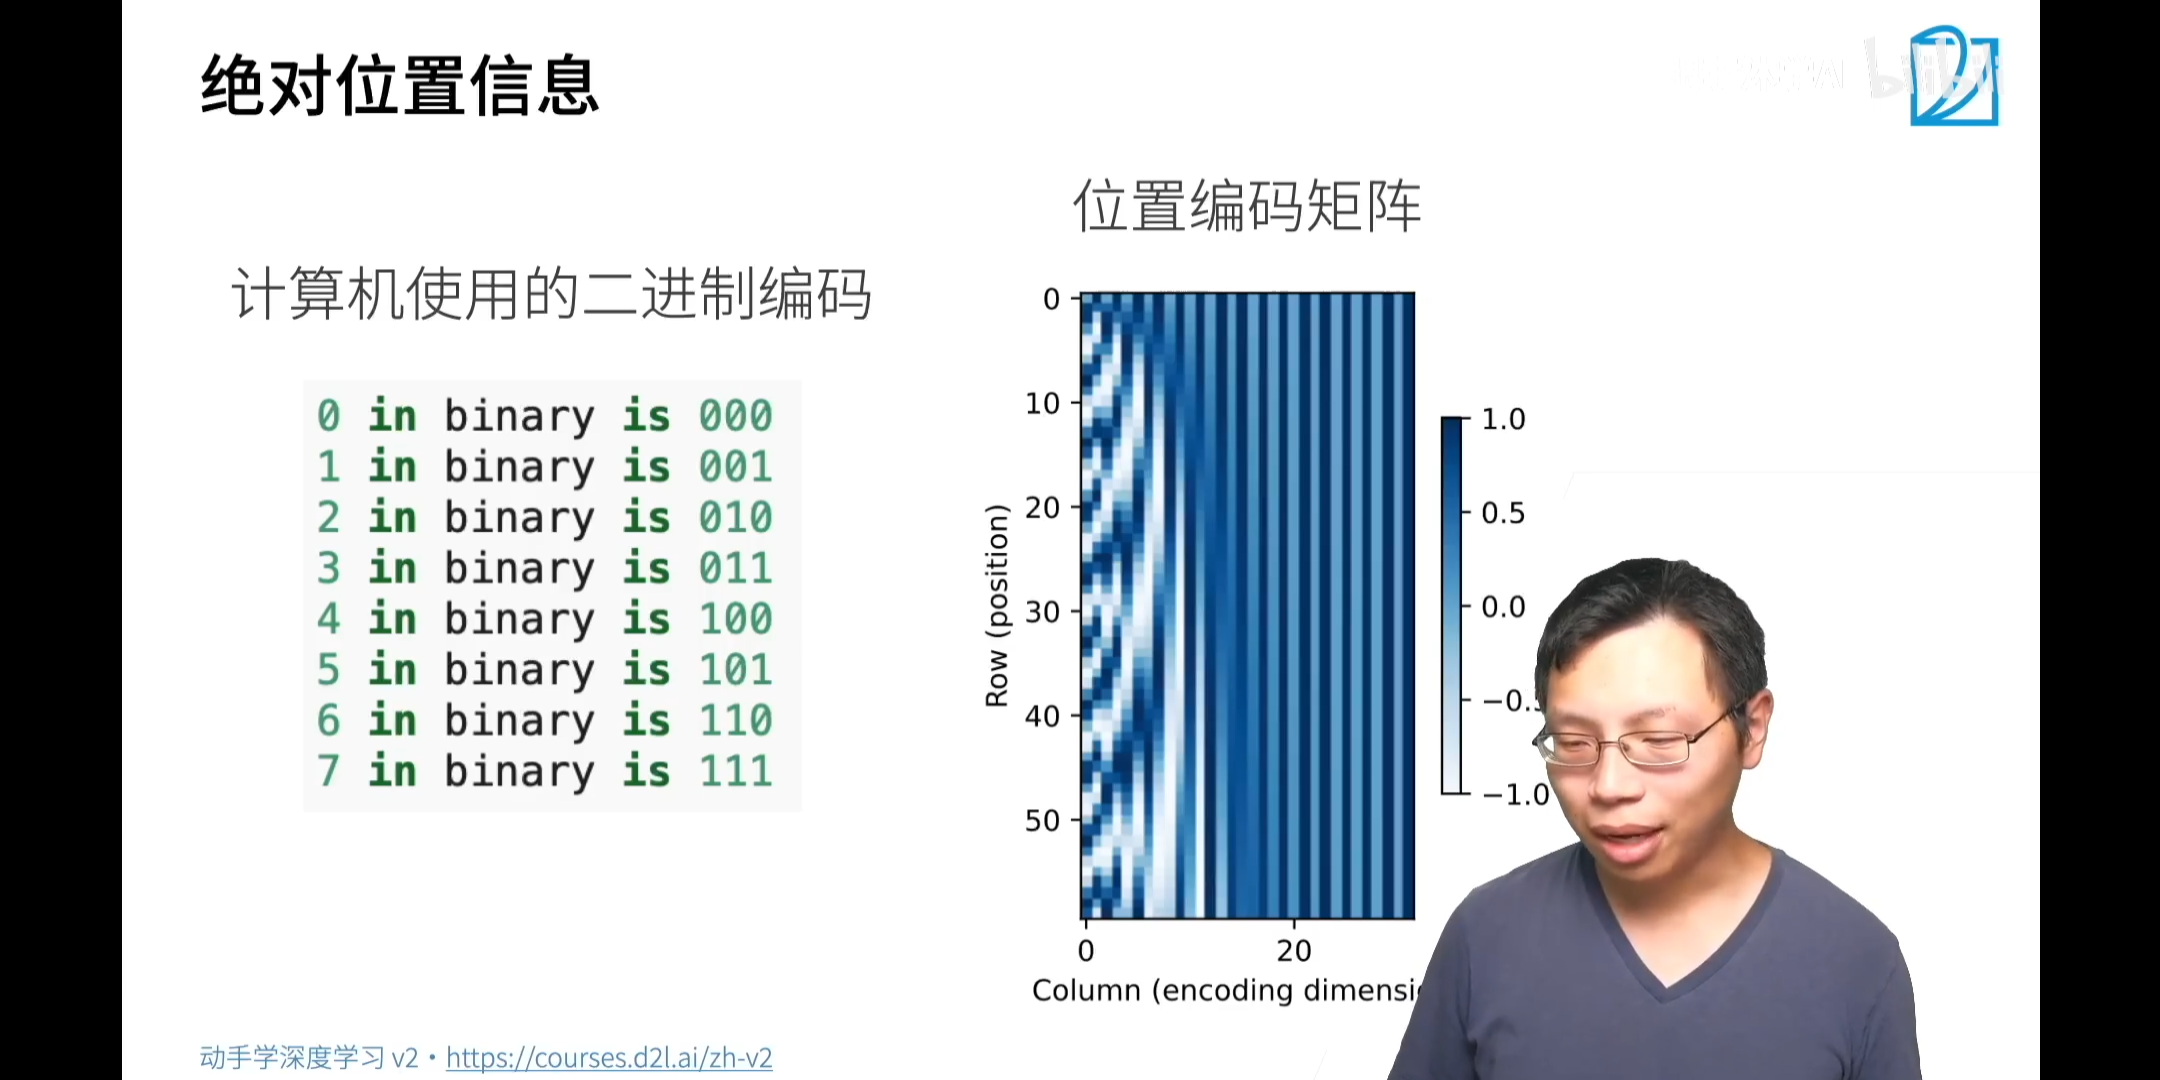 绝对位置信息
bilibili
计算机使用的二进制编码
0 in binary is 000
1 in binary is 001
2 in binary is 010
3 in binary is 011
4 in binary is 100
5 in binary is 101
6 in binary is 110
7 in binary is 111
位置编码矩阵
0
10
20
30
40
50
Row (position)
0
20
Column (encoding dimensi
1.0
0.5
0.0
−0.
−1.0
动手学深度学习 v2 • https://courses.d2l.ai/zh-v2